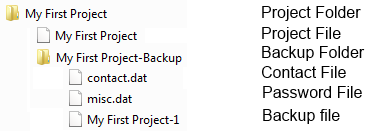 My First Project Project Folder
My First Project Project File
My First Project-Backup Backup Folder
contact.dat Contact File
misc.dat Password File
My First Project-1 Backup file